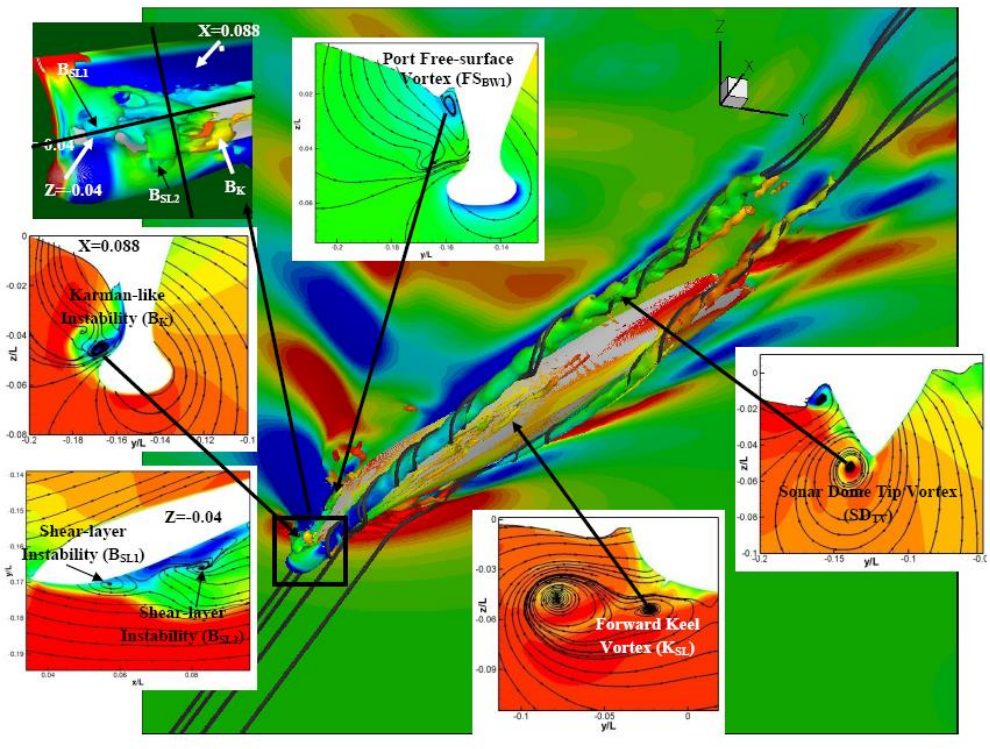 X=0.088
B_SL1
0.04
Z=-0.04
B_SL2
B_K
Port Free-surface
Vortex (FS_BW1)
z/L
0.02
0.06
-0.2
-0.18
-0.16
-0.14
y/L
Z
X
Y
X=0.088
Karman-like
Instability (B_K)
z/L
-0.02
-0.04
-0.06
-0.08
-0.2
-0.18
-0.16
-0.14
-0.12
-0.1
y/L
Z=-0.04
Shear-layer
Instability (B_SL1)
Shear-layer
Instability (B_SL2)
y/L
-0.14
0.15
0.16
0.17
-0.18
-0.19
0.06
0.08
x/L
0
-0.03
-0.06
-0.09
z/L
Forward Keel
Vortex (K_SL)
-0.1
-0.05
0
y/L
0
-0.02
-0.04
-0.06
-0.08
-0.1
z/L
Sonar Dome Tip Vortex
(SD_TV)
-0.2
-0.15
-0.1
-0.05
-0.0
y/L